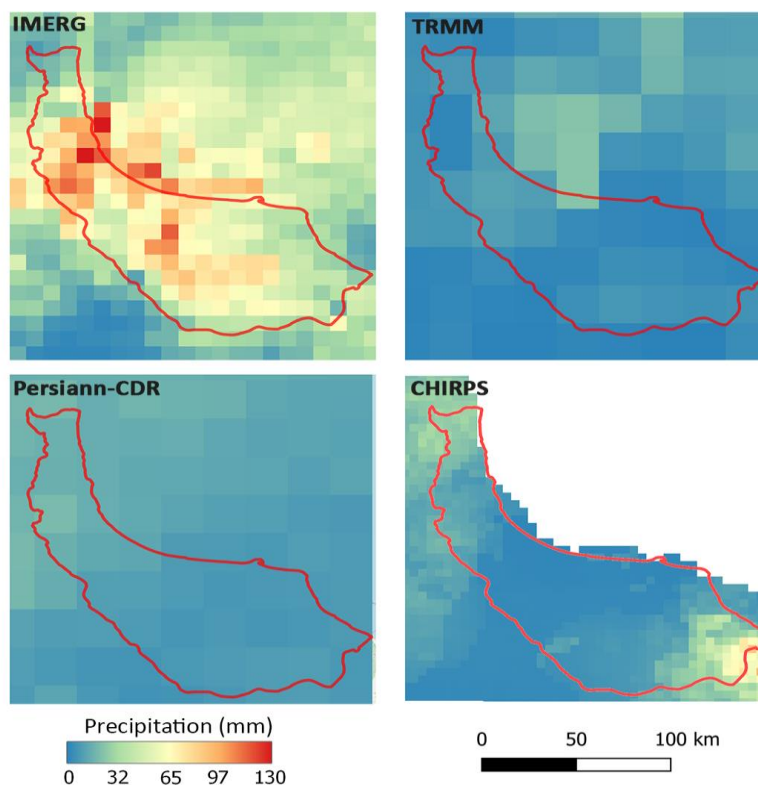 IMERG
TRMM
Persiann-CDR
CHIRPS
Precipitation (mm)
0 32 65 97 130
0 50 100 km